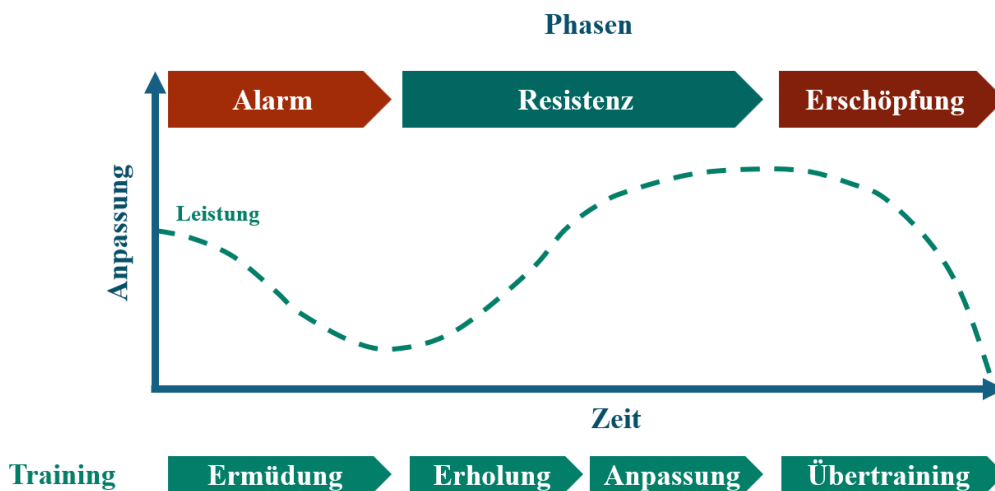 Phasen
Alarm
Resistenz
Erschöpfung
Anpassung
Leistung
Zeit
Training
Ermüdung
Erholung
Anpassung
Übertraining